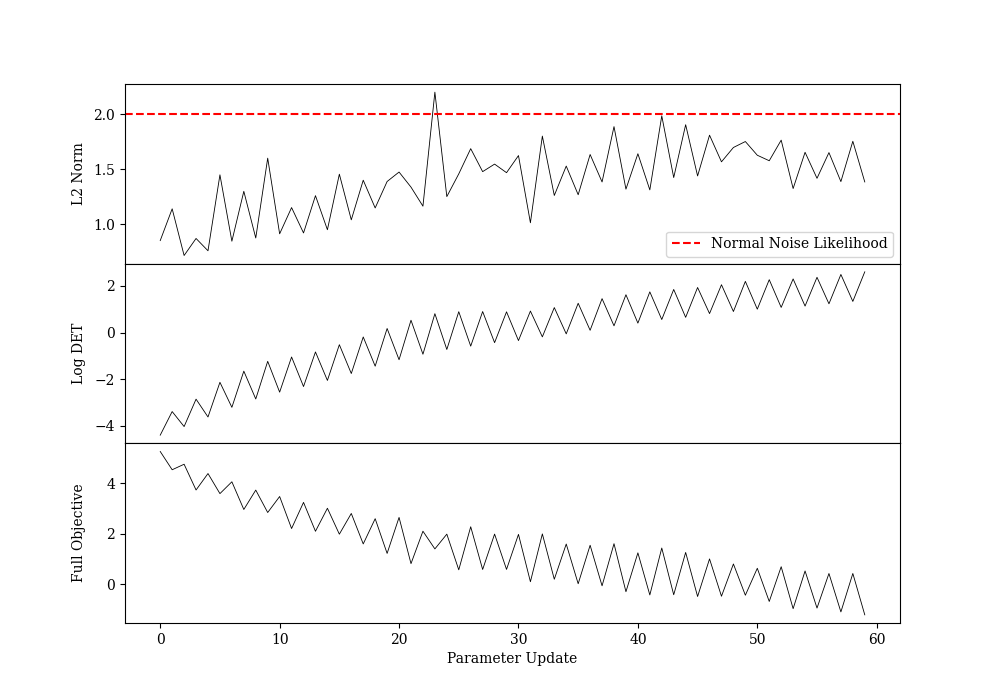 2.0
1.5
1.0
L2 Norm
Normal Noise Likelihood
2
0
−2
−4
Log DET
4
2
0
Full Objective
0 10 20 30 40 50 60
Parameter Update